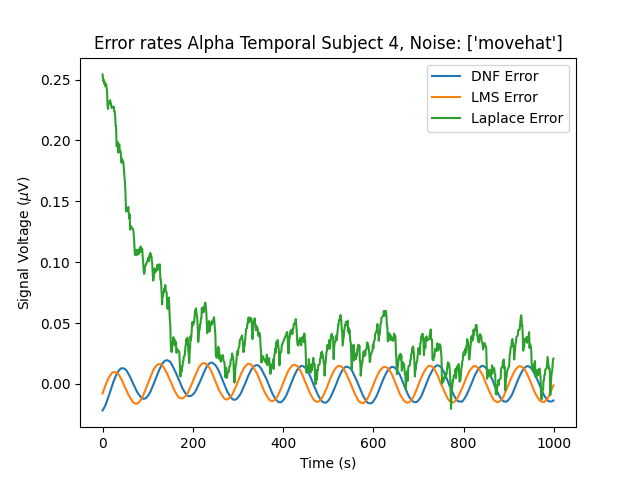 Error rates Alpha Temporal Subject 4, Noise: ['movehat']
DNF Error
LMS Error
Laplace Error
Signal Voltage (μV)
0.25
0.20
0.15
0.10
0.05
0.00
0
200
400
600
800
1000
Time (s)